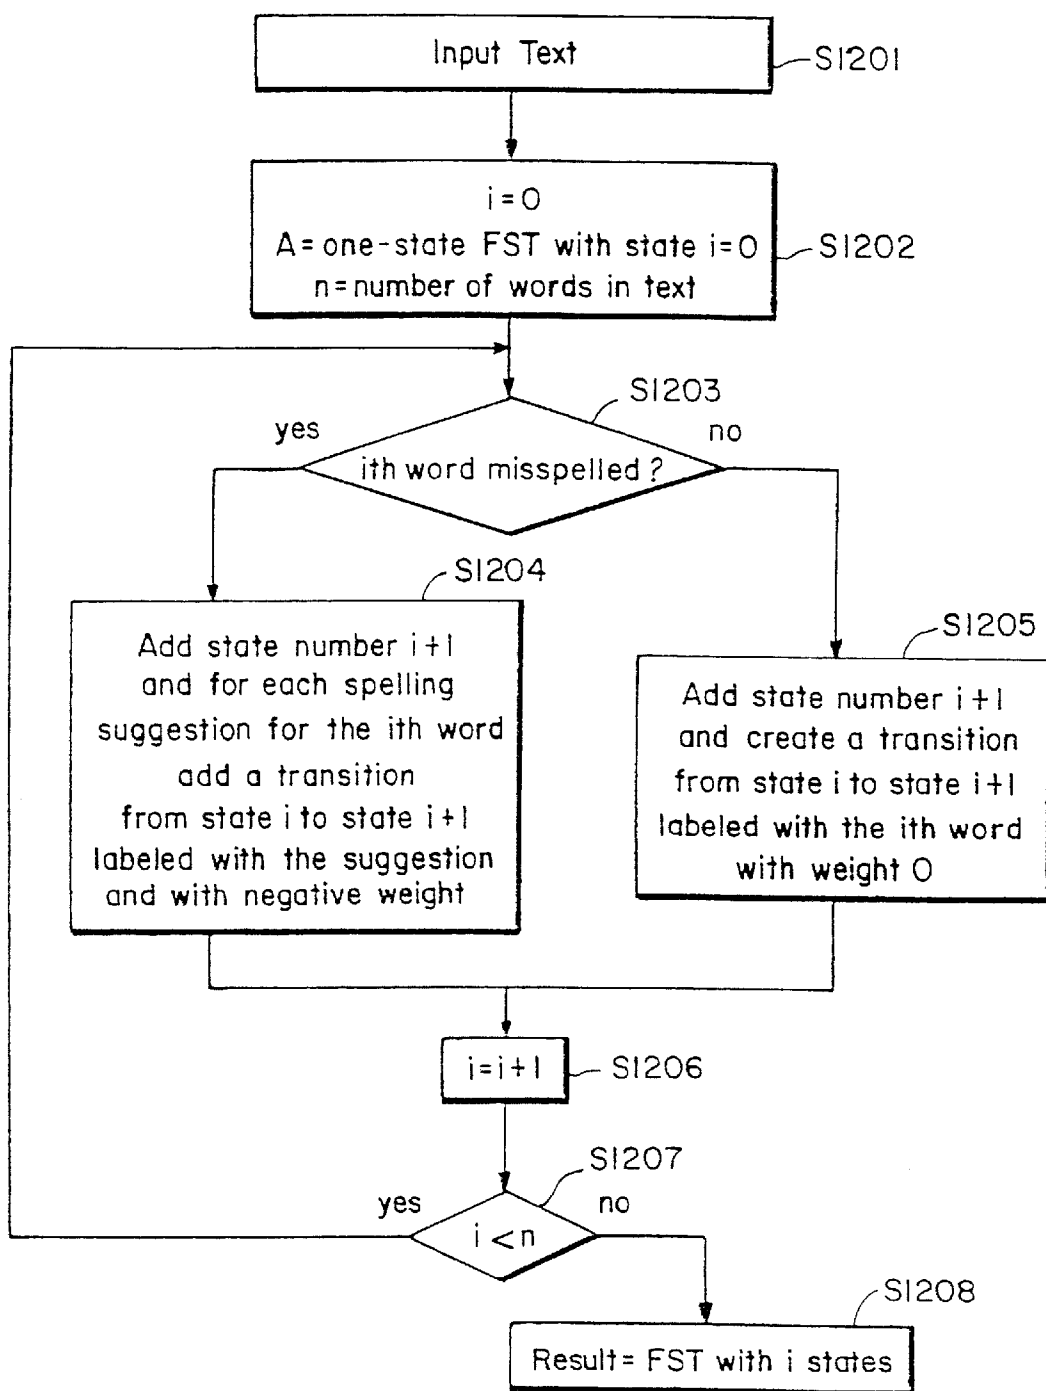 Input Text
S1201
i=0
A=one-state FST with state i=0
n=number of words in text
S1202
S1203
yes
no
ith word misspelled?
S1204
Add state number i+1
and for each spelling
suggestion for the ith word
add a transition
from state i to state i+1
labeled with the suggestion
and with negative weight
S1205
Add state number i+1
and create a transition
from state i to state i+1
labeled with the ith word
with weight 0
i=i+1
S1206
S1207
yes
no
i<n
S1208
Result= FST with i states